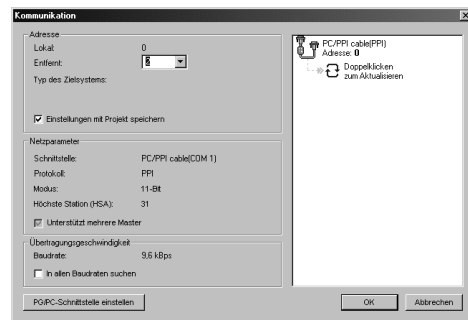 Kommunikation
Adresse
Lokal: 0
Entfernt: 2
Typ des Zielsystems:
Einstellungen mit Projekt speichern
Netzparameter
Schnittstelle: PC/PPI cable(COM 1)
Protokoll: PPI
Modus: 11-Bit
Höchste Station (HSA): 31
Unterstützt mehrere Master
Übertragungsgeschwindigkeit
Baudrate: 9,6 kBps
In allen Baudraten suchen
PG/PC-Schnittstelle einstellen
PC/PPI cable(PPI)
Adresse: 0
Doppelklicken
zum Aktualisieren
OK Abbrechen